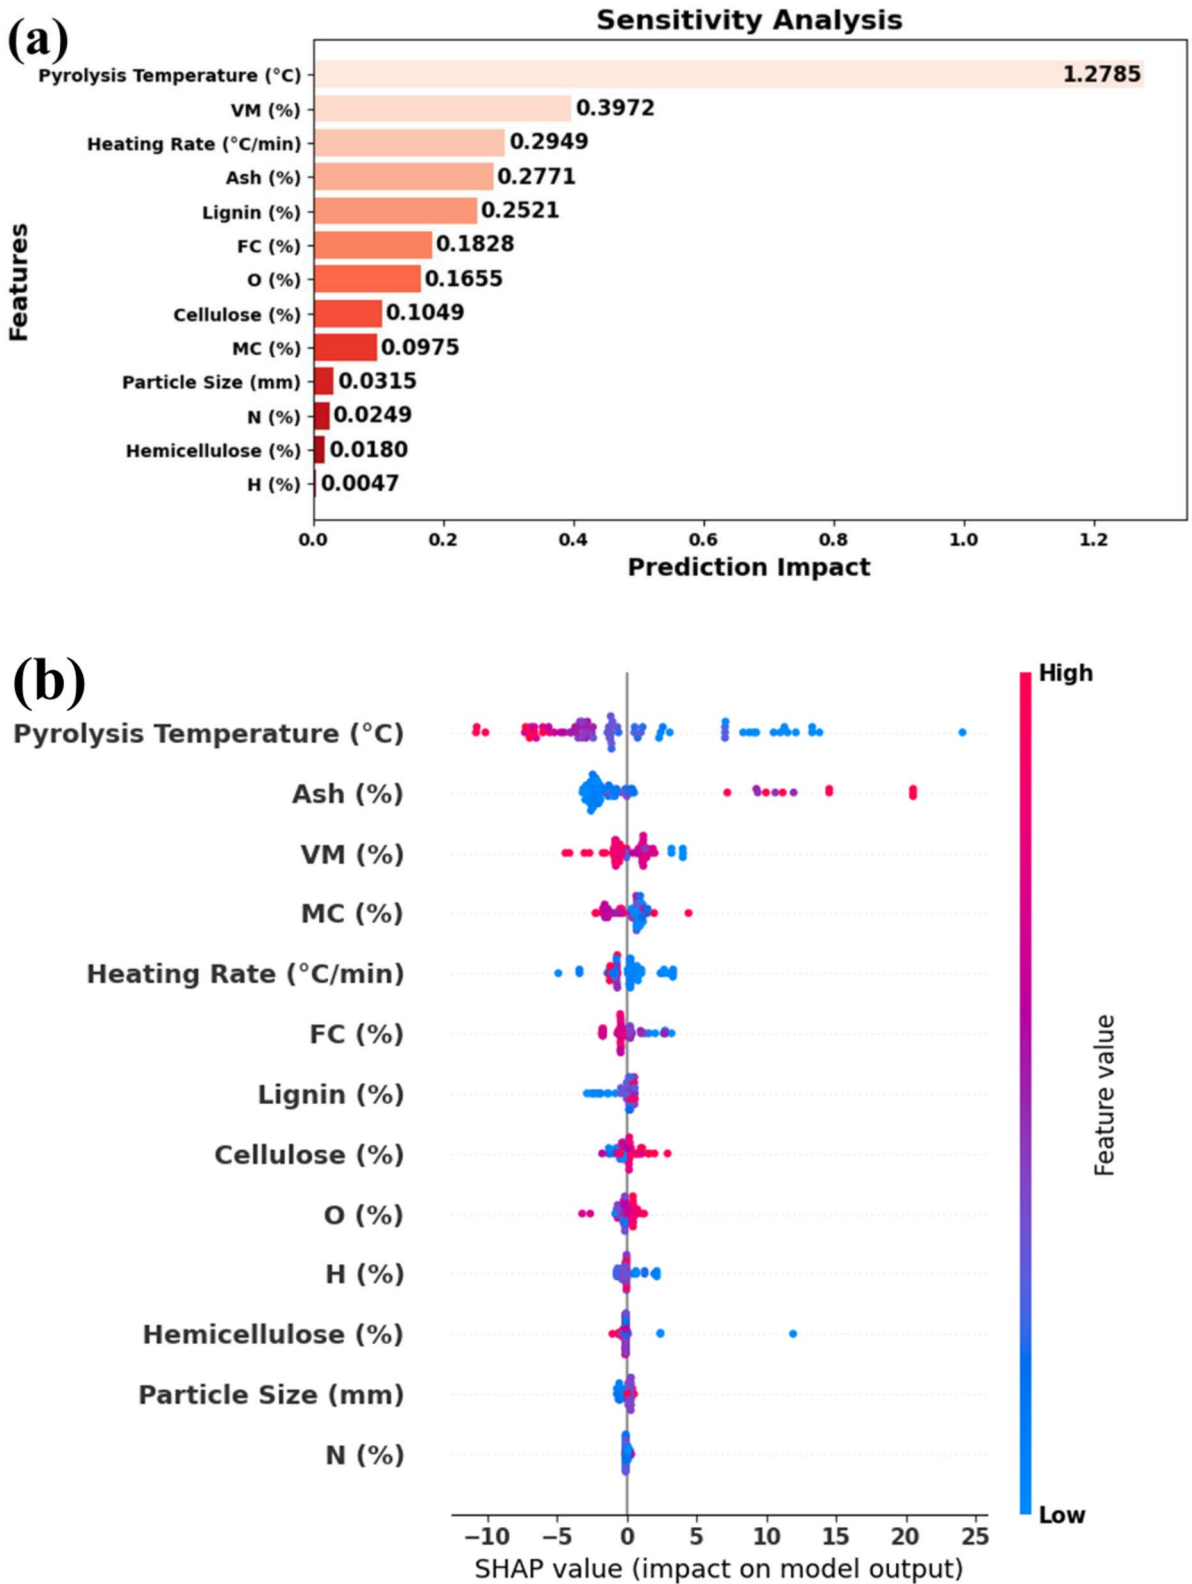 (a)
Sensitivity Analysis
Features
Pyrolysis Temperature (°C) 1.2785
VM (%) 0.3972
Heating Rate (°C/min) 0.2949
Ash (%) 0.2771
Lignin (%) 0.2521
FC (%) 0.1828
O (%) 0.1655
Cellulose (%) 0.1049
MC (%) 0.0975
Particle Size (mm) 0.0315
N (%) 0.0249
Hemicellulose (%) 0.0180
H (%) 0.0047
0.0 0.2 0.4 0.6 0.8 1.0 1.2
Prediction Impact
(b)
High
Pyrolysis Temperature (°C)
Ash (%)
VM (%)
MC (%)
Heating Rate (°C/min)
FC (%)
Lignin (%)
Cellulose (%)
O (%)
H (%)
Hemicellulose (%)
Particle Size (mm)
N (%)
Feature value
Low
−10 −5 0 5 10 15 20 25
SHAP value (impact on model output)